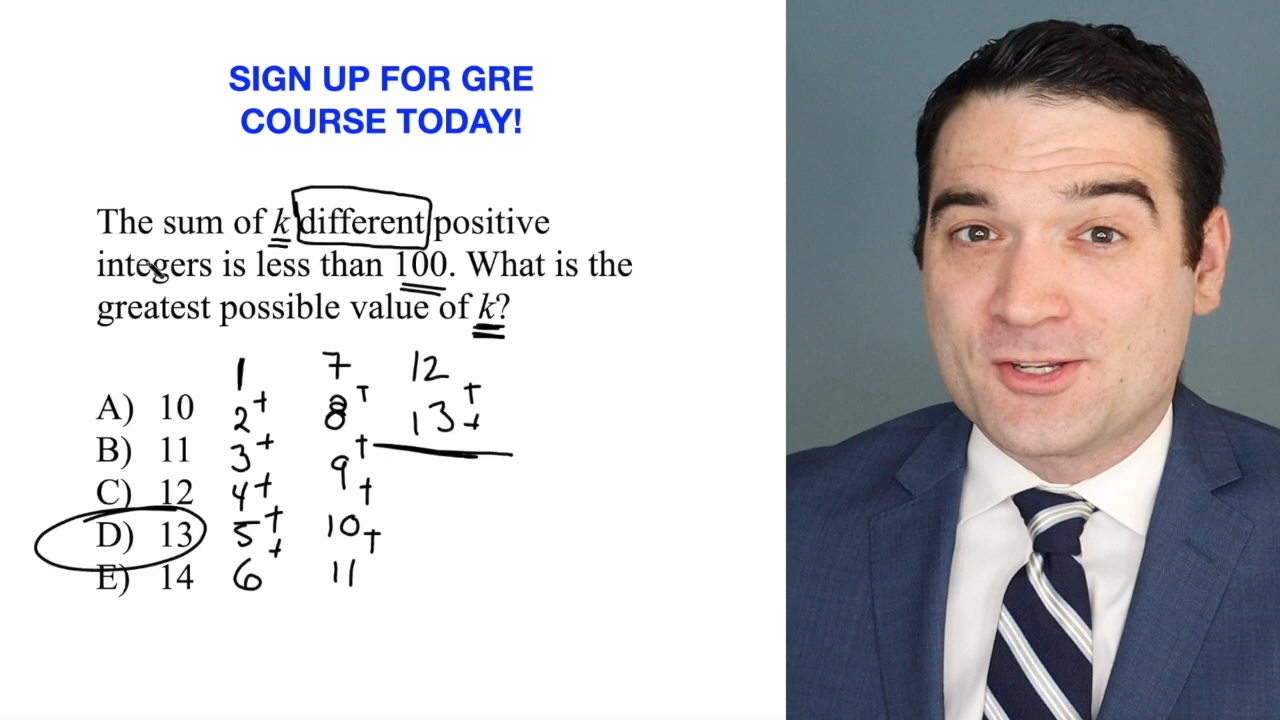 SIGN UP FOR GRE
COURSE TODAY!
The sum of k different positive
integers is less than 100. What is the
greatest possible value of k?
A) 10
B) 11
C) 12
D) 13
E) 14
1
2+
3+
4+
5+
+
6
7
8+
9+
+
10+
11
12
+
13+